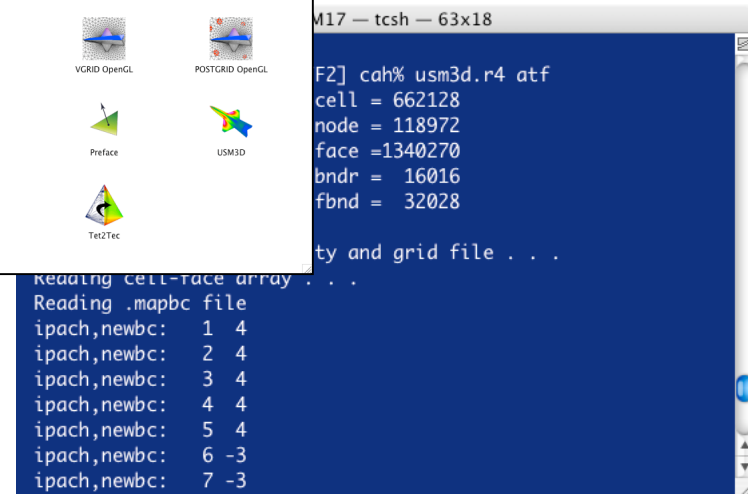 M17 — tcsh — 63x18
VGRID OpenGL
POSTGRID OpenGL
Preface
USM3D
Tet2Tec
F2] cah% usm3d.r4 atf
cell = 662128
node = 118972
face =1340270
bndr =  16016
fbnd =  32028
ty and grid file . . .
Reading cell-face array . . .
Reading .mapbc file
ipach,newbc:   1  4
ipach,newbc:   2  4
ipach,newbc:   3  4
ipach,newbc:   4  4
ipach,newbc:   5  4
ipach,newbc:   6 -3
ipach,newbc:   7 -3